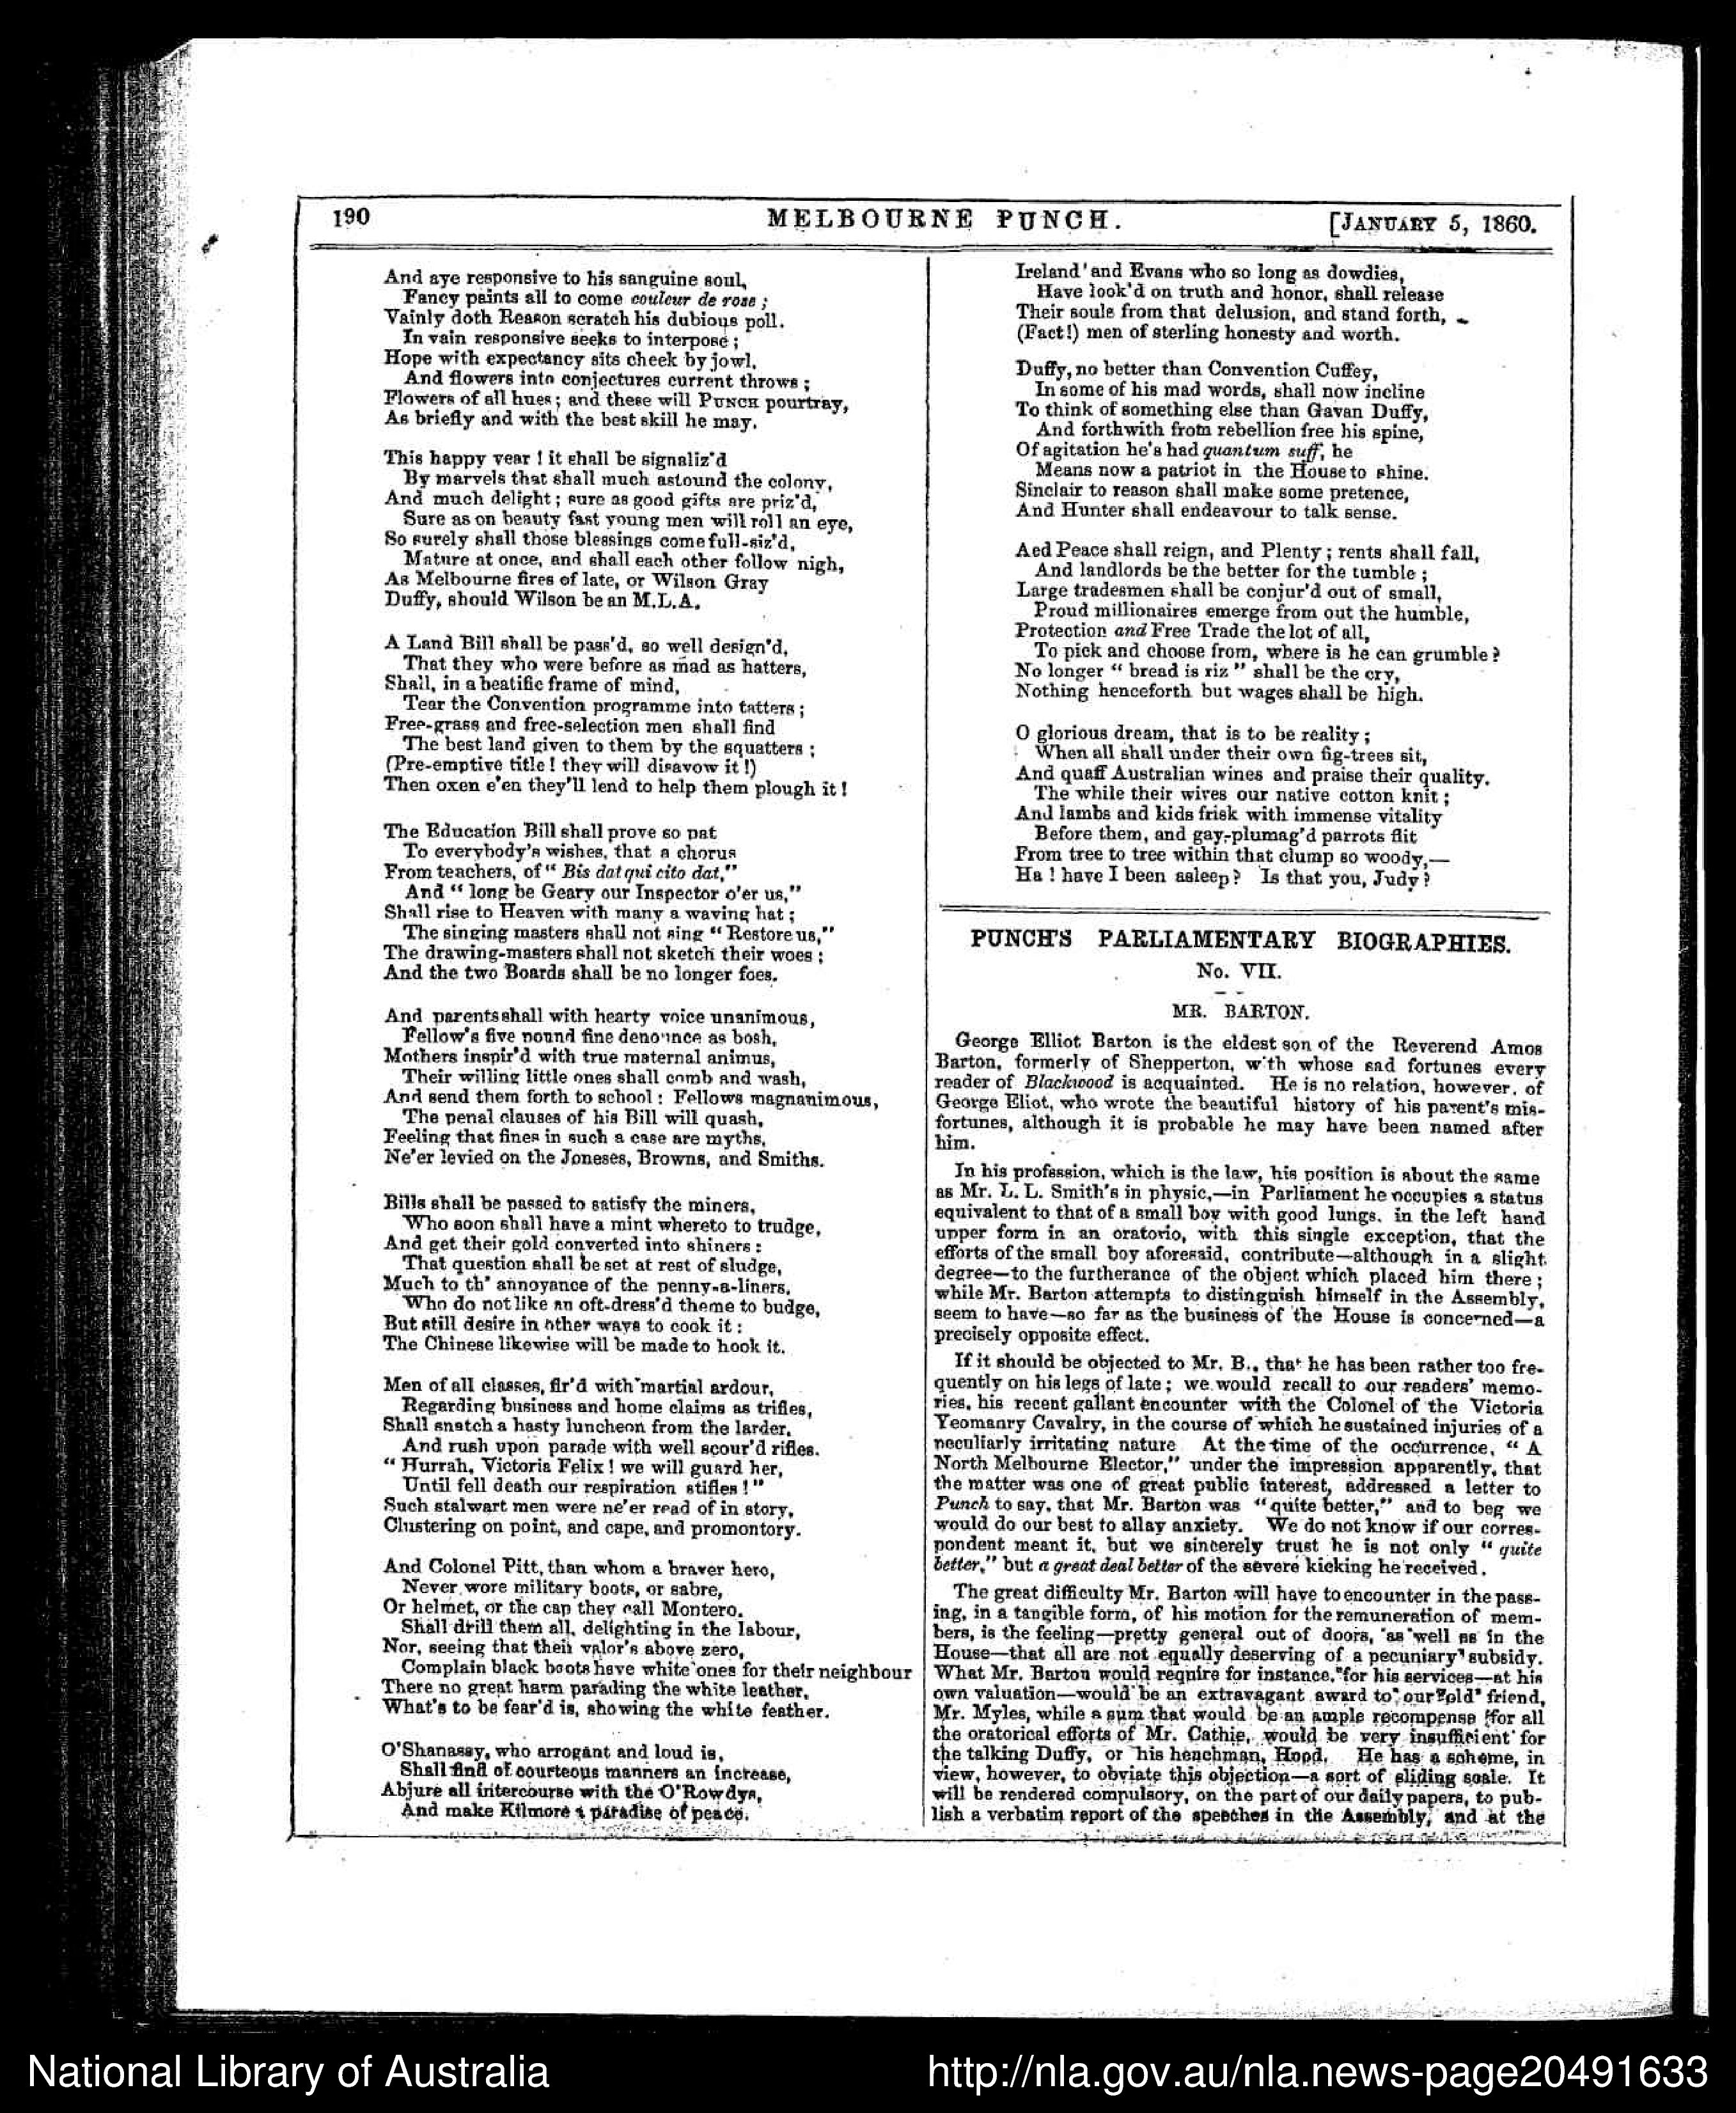 190
MELBOURNE PUNCH.
[JANUARY 5, 1860.
And aye responsive to his sanguine soul,
Fancy paints all to come couleur de rose ;
Vainly doth Reason scratch his dubious poll.
In vain responsive seeks to interpose ;
Hope with expectancy sits cheek by jowl,
And flowers into conjectures current throws ;
Flowers of all hues ; and these will PUNCH pourtray,
As briefly and with the best skill he may.
This happy year ! it shall be signaliz'd
By marvels that shall much astound the colony,
And much delight ; sure as good gifts are priz'd,
Sure as on beauty fast young men will roll an eye,
So surely shall those blessings come full-siz'd,
Mature at once, and shall each other follow nigh,
As Melbourne fires of late, or Wilson Gray
Duffy, should Wilson be an M.L.A.
A Land Bill shall be pass'd, so well design'd,
That they who were before as mad as hatters,
Shall, in a beatific frame of mind,
Tear the Convention programme into tatters ;
Free-grass and free-selection men shall find
The best land given to them by the squatters ;
(Pre-emptive title ! they will disavow it !)
Then oxen e'en they'll lend to help them plough it !
The Education Bill shall prove so pat
To everybody's wishes, that a chorus
From teachers, of " Bis dat qui cito dat,"
And " long be Geary our Inspector o'er us,"
Shall rise to Heaven with many a waving hat ;
The singing masters shall not sing " Restore us,"
The drawing-masters shall not sketch their woes ;
And the two Boards shall be no longer foes.
And parents shall with hearty voice unanimous,
Fellow's five pound fine denounce as bosh,
Mothers inspir'd with true maternal animus,
Their willing little ones shall comb and wash,
And send them forth to school : Fellows magnanimous,
The penal clauses of his Bill will quash,
Feeling that fines in such a case are myths,
Ne'er levied on the Joneses, Browns, and Smiths.
Bills shall be passed to satisfy the miners,
Who soon shall have a mint whereto to trudge,
And get their gold converted into shiners :
That question shall be set at rest of sludge,
Much to th' annoyance of the penny-a-liners,
Who do not like an oft-dress'd theme to budge,
But still desire in other ways to cook it :
The Chinese likewise will be made to hook it.
Men of all classes, fir'd with martial ardour,
Regarding business and home claims as trifles,
Shall snatch a hasty luncheon from the larder,
And rush upon parade with well scour'd rifles.
" Hurrah, Victoria Felix ! we will guard her,
Until fell death our respiration stifles ! "
Such stalwart men were ne'er read of in story,
Clustering on point, and cape, and promontory.
And Colonel Pitt, than whom a braver hero,
Never wore military boots, or sabre,
Or helmet, or the cap they call Montero.
Shall drill them all, delighting in the labour,
Nor, seeing that their valor's above zero,
Complain black boots have white ones for their neighbour
There no great harm parading the white leather,
What's to be fear'd is, showing the white feather.
O'Shanassy, who arrogant and loud is,
Shall find of courteous manners an increase,
Abjure all intercourse with the O'Rowdys,
And make Kilmore a paradise of peace.
Ireland and Evans who so long as dowdies,
Have look'd on truth and honor, shall release
Their souls from that delusion, and stand forth,
(Fact!) men of sterling honesty and worth.
Duffy, no better than Convention Cuffey,
In some of his mad words, shall now incline
To think of something else than Gavan Duffy,
And forthwith from rebellion free his spine,
Of agitation he's had quantum suff, he
Means now a patriot in the House to shine.
Sinclair to reason shall make some pretence,
And Hunter shall endeavour to talk sense.
Aed Peace shall reign, and Plenty ; rents shall fall,
And landlords be the better for the tumble ;
Large tradesmen shall be conjur'd out of small,
Proud millionaires emerge from out the humble,
Protection and Free Trade the lot of all,
To pick and choose from, where is he can grumble ?
No longer " bread is riz " shall be the cry,
Nothing henceforth but wages shall be high.
O glorious dream, that is to be reality ;
When all shall under their own fig-trees sit,
And quaff Australian wines and praise their quality.
The while their wives our native cotton knit ;
And lambs and kids frisk with immense vitality
Before them, and gay-plumag'd parrots flit
From tree to tree within that clump so woody,—
Ha ! have I been asleep ? Is that you, Judy ?
PUNCH'S PARLIAMENTARY BIOGRAPHIES.
No. VII.
MR. BARTON.
George Elliot Barton is the eldest son of the Reverend Amos
Barton, formerly of Shepperton, with whose sad fortunes every
reader of Blackwood is acquainted. He is no relation, however, of
George Eliot, who wrote the beautiful history of his parent's mis-
fortunes, although it is probable he may have been named after
him.
In his profession, which is the law, his position is about the same
as Mr. L. L. Smith's in physic,—in Parliament he occupies a status
equivalent to that of a small boy with good lungs, in the left hand
upper form in an oratorio, with this single exception, that the
efforts of the small boy aforesaid, contribute—although in a slight
degree—to the furtherance of the object which placed him there ;
while Mr. Barton attempts to distinguish himself in the Assembly,
seem to have—so far as the business of the House is concerned—a
precisely opposite effect.
If it should be objected to Mr. B., that he has been rather too fre-
quently on his legs of late ; we would recall to our readers' memo-
ries, his recent gallant encounter with the Colonel of the Victoria
Yeomanry Cavalry, in the course of which he sustained injuries of a
peculiarly irritating nature At the time of the occurrence, " A
North Melbourne Elector," under the impression apparently, that
the matter was one of great public interest, addressed a letter to
Punch to say, that Mr. Barton was " quite better," and to beg we
would do our best to allay anxiety. We do not know if our corres-
pondent meant it, but we sincerely trust he is not only " quite
better," but a great deal better of the severe kicking he received.
The great difficulty Mr. Barton will have to encounter in the pass-
ing, in a tangible form, of his motion for the remuneration of mem-
bers, is the feeling—pretty general out of doors, as well as in the
House—that all are not equally deserving of a pecuniary subsidy.
What Mr. Barton would require for instance, for his services—at his
own valuation—would be an extravagant award to our old friend,
Mr. Myles, while a sum that would be an ample recompense for all
the oratorical efforts of Mr. Cathie, would be very insufficient for
the talking Duffy, or his henchman, Hood. He has a scheme, in
view, however, to obviate this objection—a sort of sliding scale. It
will be rendered compulsory, on the part of our daily papers, to pub-
lish a verbatim report of the speeches in the Assembly, and at the
National Library of Australia
http://nla.gov.au/nla.news-page20491633